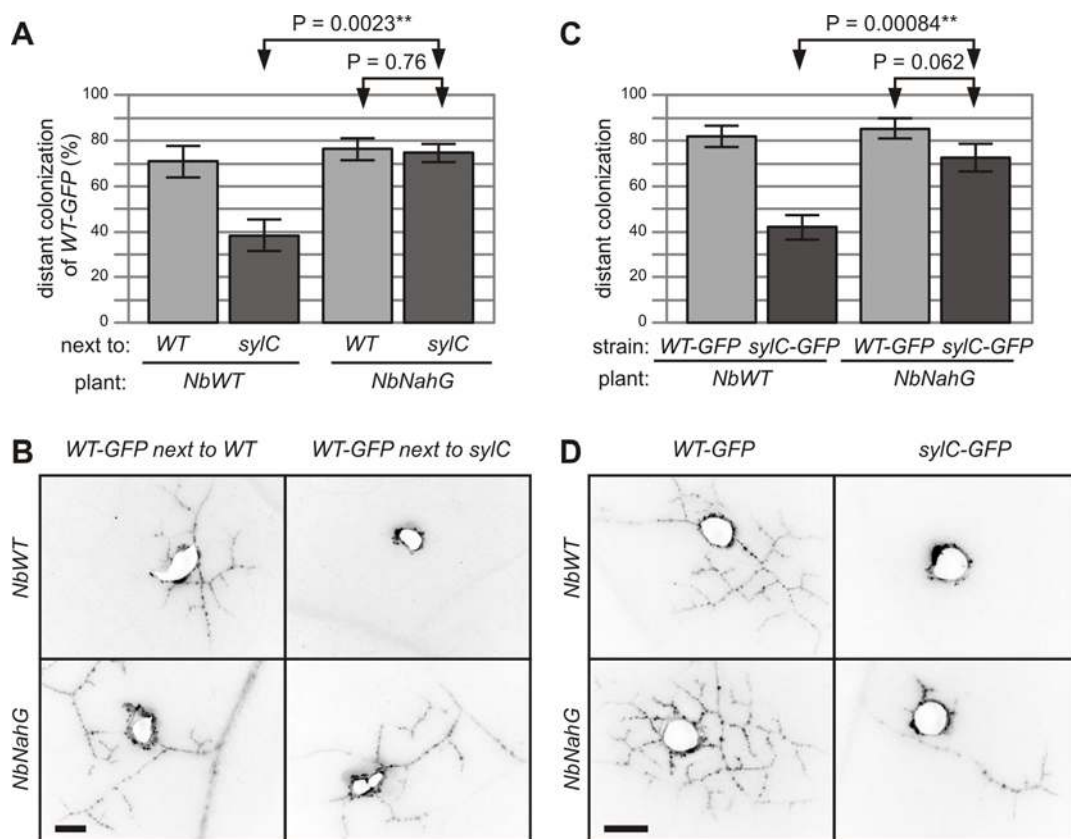 A
P = 0.0023**
P = 0.76
distant colonization
of WT-GFP (%)
100
80
60
40
20
0
next to: WT sylC WT sylC
plant: NbWT NbNahG
C
P = 0.00084**
P = 0.062
distant colonization
100
80
60
40
20
0
strain: WT-GFP sylC-GFP WT-GFP sylC-GFP
plant: NbWT NbNahG
B
WT-GFP next to WT WT-GFP next to sylC
NbWT
NbNahG
D
WT-GFP sylC-GFP
NbWT
NbNahG